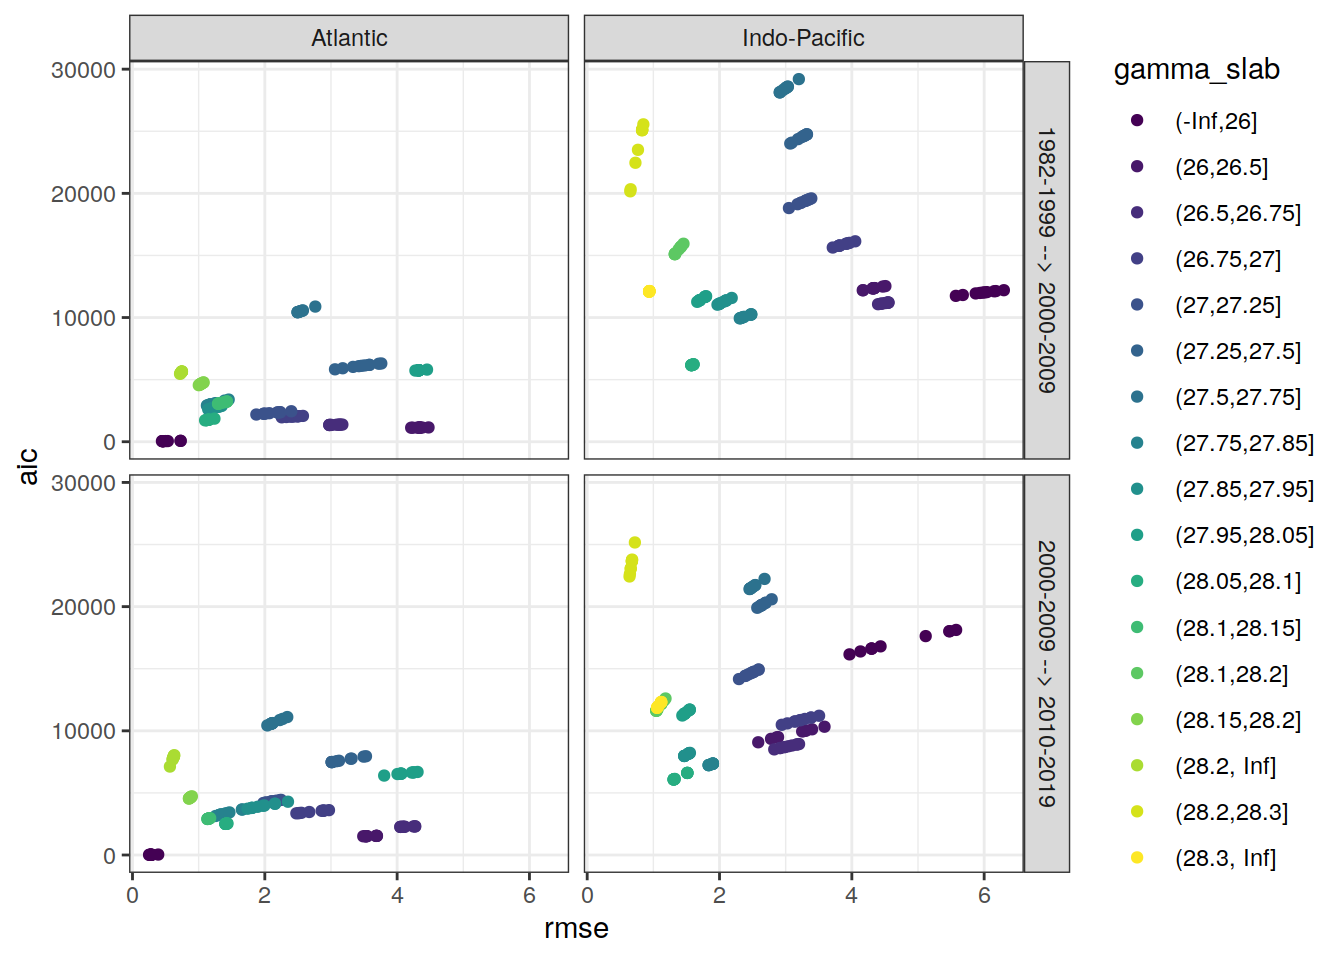 Atlantic
Indo-Pacific
30000
20000
10000
0
1982-1999 --> 2000-2009
30000
20000
10000
0
2000-2009 --> 2010-2019
0 2 4 6
0 2 4 6
rmse
aic
gamma_slab
(-Inf,26]
(26,26.5]
(26.5,26.75]
(26.75,27]
(27,27.25]
(27.25,27.5]
(27.5,27.75]
(27.75,27.85]
(27.85,27.95]
(27.95,28.05]
(28.05,28.1]
(28.1,28.15]
(28.1,28.2]
(28.15,28.2]
(28.2, Inf]
(28.2,28.3]
(28.3, Inf]